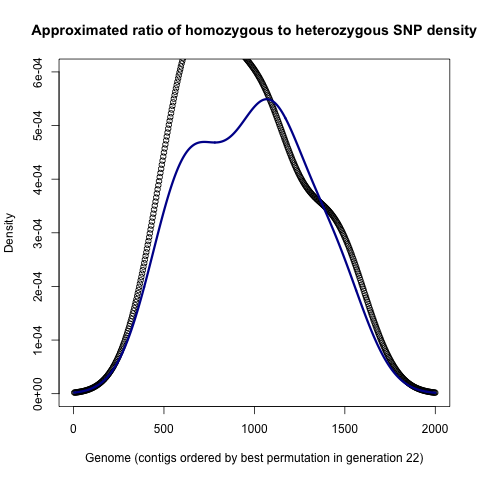 Approximated ratio of homozygous to heterozygous SNP density
6e-04
5e-04
4e-04
3e-04
2e-04
1e-04
0e+00
Density
0 500 1000 1500 2000
Genome (contigs ordered by best permutation in generation 22)